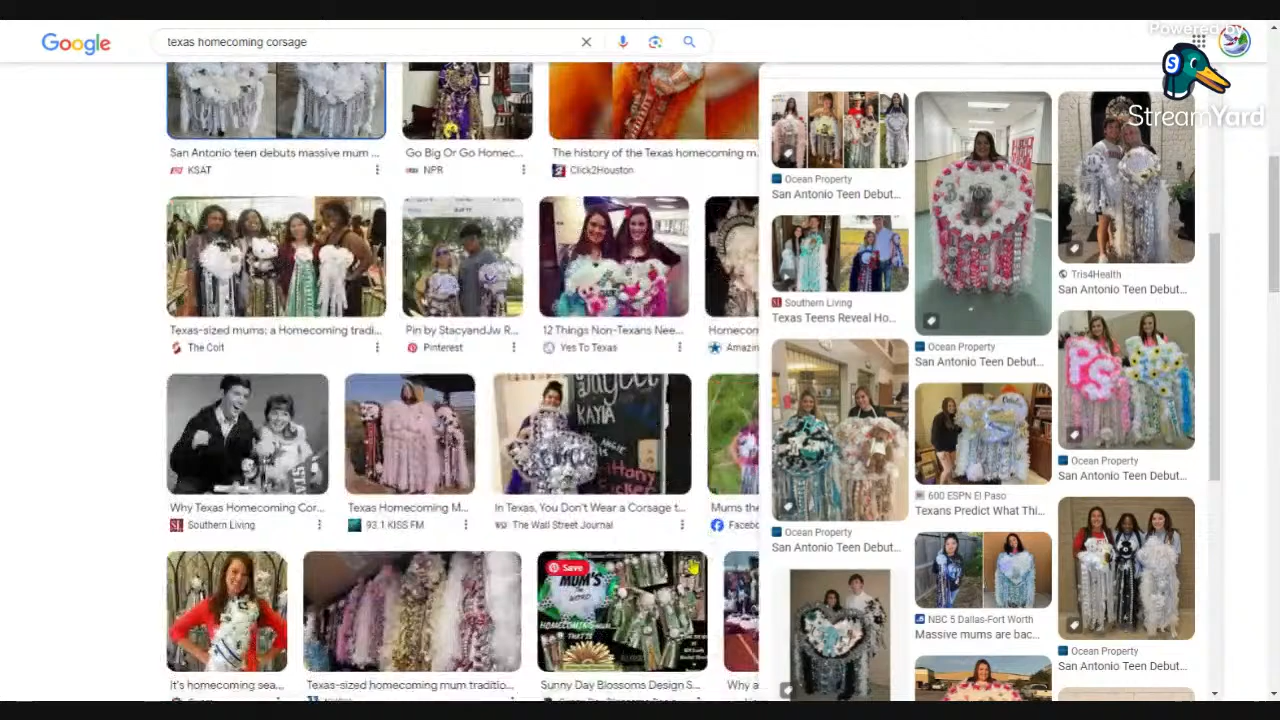 Powered by
StreamYard
Google
texas homecoming corsage
San Antonio teen debuts massive mum ...
KSAT
Go Big Or Go Homec...
NPR
The history of the Texas homecoming m...
Click2Houston
Texas-sized mums: a Homecoming tradi...
The Colt
Pin by StacyandJw R...
Pinterest
12 Things Non-Texans Nee...
Yes To Texas
Homecon
Amazin
KAYLA
Why Texas Homecoming Cor...
Southern Living
Texas Homecoming M...
93.1 KISS FM
In Texas, You Don't Wear a Corsage t...
The Wall Street Journal
Mums the
Facebo
Save
MUM'S
It's homecoming sea...
Texas-sized homecoming mum traditio...
Sunny Day Blossoms Design S...
Why a
Ocean Property
San Antonio Teen Debut...
Southern Living
Texas Teens Reveal Ho...
Ocean Property
San Antonio Teen Debut...
Ocean Property
San Antonio Teen Debut...
600 ESPN El Paso
Texans Predict What Thi...
NBC 5 Dallas-Fort Worth
Massive mums are bac...
Tris4Health
San Antonio Teen Debut...
Ocean Property
San Antonio Teen Debut...
Ocean Property
San Antonio Teen Debut...